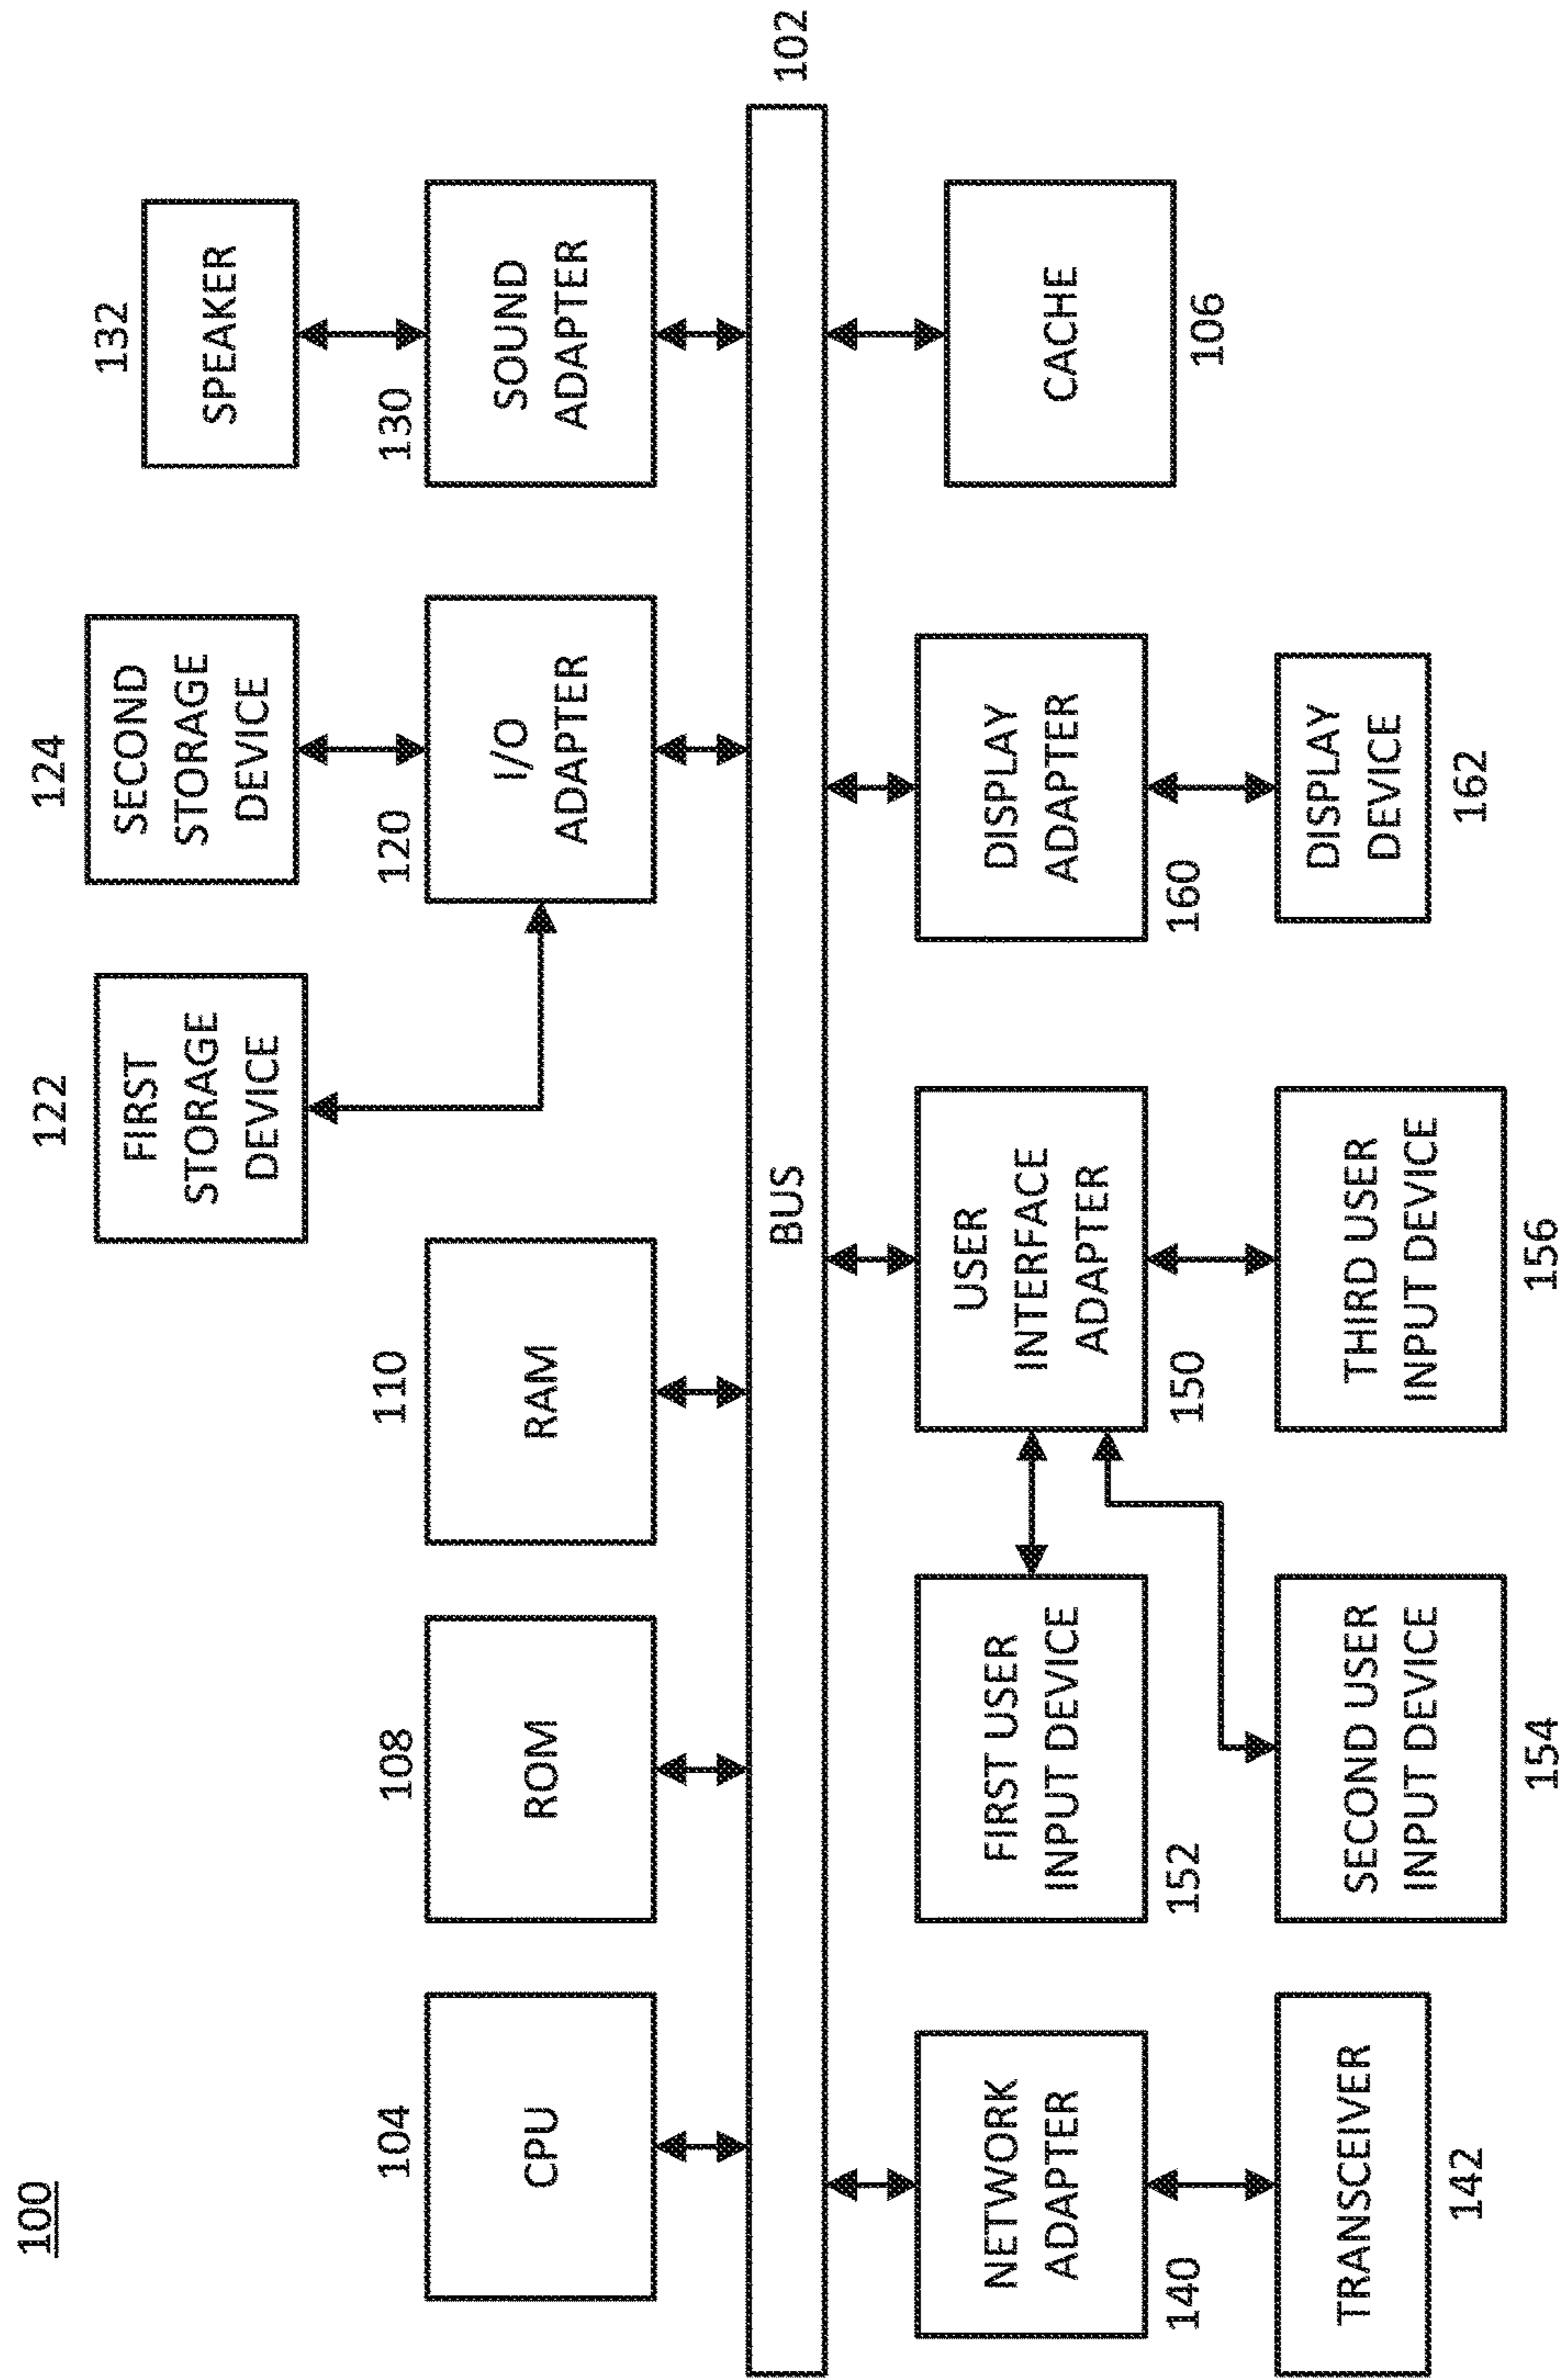 100
122
FIRST
STORAGE
DEVICE
124
SECOND
STORAGE
DEVICE
132
SPEAKER
104
CPU
108
ROM
110
RAM
120
I/O
ADAPTER
130
SOUND
ADAPTER
BUS
102
NETWORK
ADAPTER
140
FIRST USER
INPUT DEVICE
152
USER
INTERFACE
ADAPTER
150
DISPLAY
ADAPTER
160
CACHE
106
TRANSCEIVER
142
SECOND USER
INPUT DEVICE
154
THIRD USER
INPUT DEVICE
156
DISPLAY
DEVICE
162